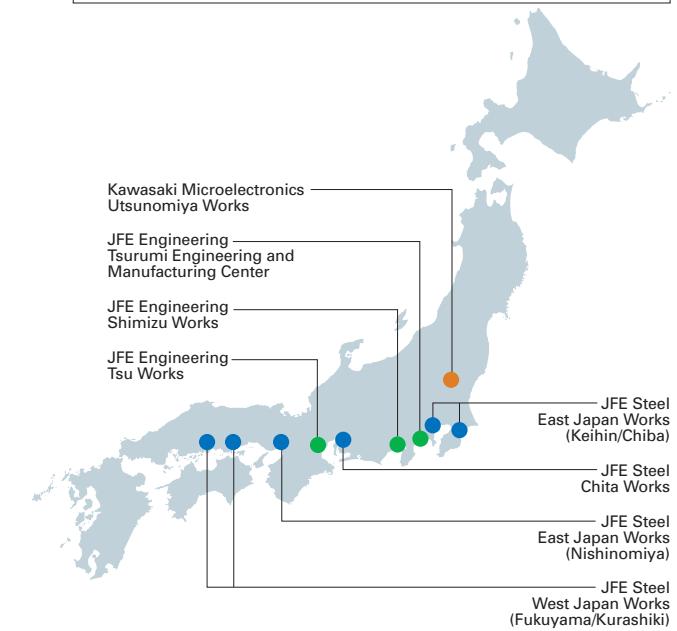 Kawasaki Microelectronics
Utsunomiya Works
JFE Engineering
Tsurumi Engineering and
Manufacturing Center
JFE Engineering
Shimizu Works
JFE Engineering
Tsu Works
JFE Steel
East Japan Works
(Keihin/Chiba)
JFE Steel
Chita Works
JFE Steel
East Japan Works
(Nishinomiya)
JFE Steel
West Japan Works
(Fukuyama/Kurashiki)